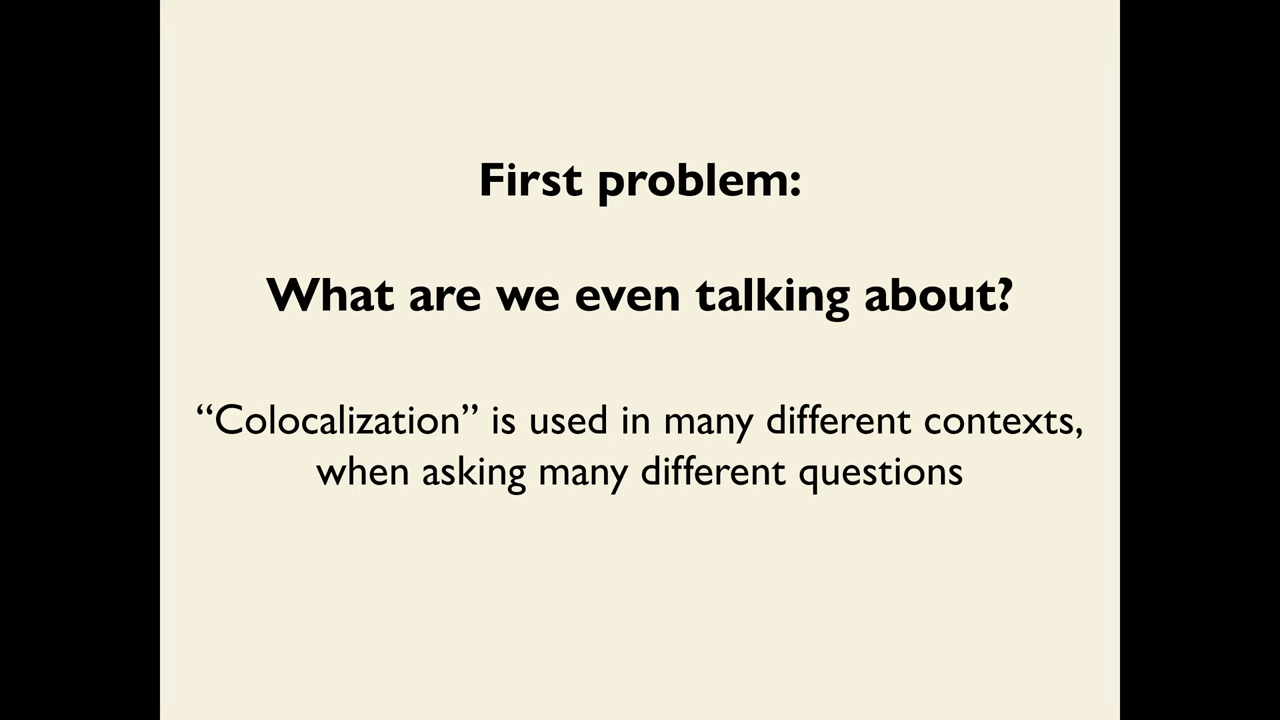 First problem:
What are we even talking about?
“Colocalization” is used in many different contexts,
when asking many different questions